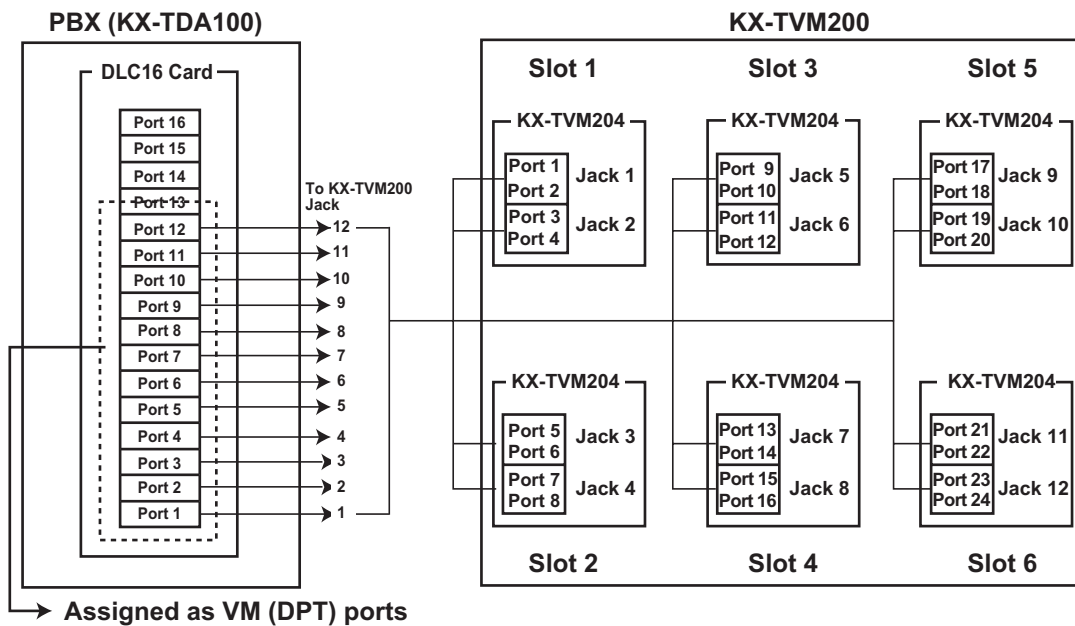 PBX (KX-TDA100)
DLC16 Card
Port 16
Port 15
Port 14
Port 13
Port 12
Port 11
Port 10
Port 9
Port 8
Port 7
Port 6
Port 5
Port 4
Port 3
Port 2
Port 1
To KX-TVM200
Jack
12
11
10
9
8
7
6
5
4
3
2
1
Assigned as VM (DPT) ports
KX-TVM200
Slot 1
KX-TVM204
Port 1
Port 2
Jack 1
Port 3
Port 4
Jack 2
Slot 3
KX-TVM204
Port 9
Port 10
Jack 5
Port 11
Port 12
Jack 6
Slot 5
KX-TVM204
Port 17
Port 18
Jack 9
Port 19
Port 20
Jack 10
KX-TVM204
Port 5
Port 6
Jack 3
Port 7
Port 8
Jack 4
Slot 2
KX-TVM204
Port 13
Port 14
Jack 7
Port 15
Port 16
Jack 8
Slot 4
KX-TVM204
Port 21
Port 22
Jack 11
Port 23
Port 24
Jack 12
Slot 6